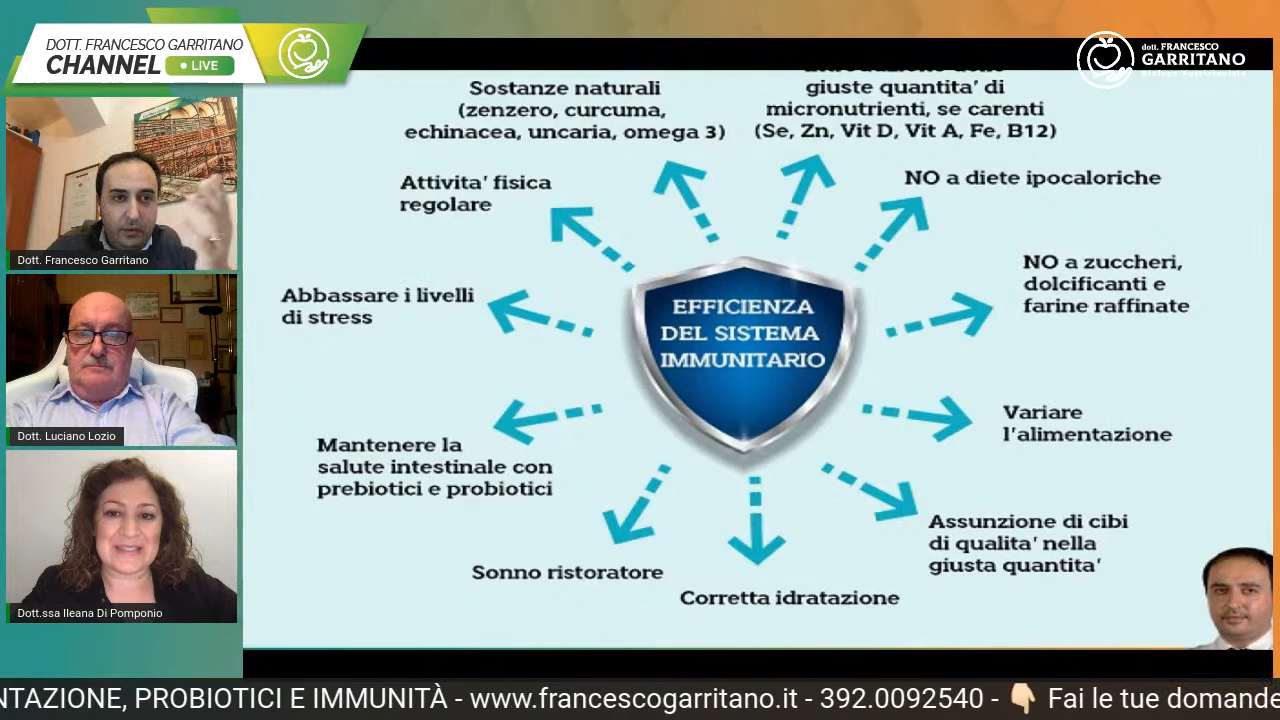 DOTT. FRANCESCO GARRITANO
CHANNEL
• LIVE
dott. FRANCESCO
GARRITANO
Dott. Francesco Garritano
Dott. Luciano Lozio
Dott.ssa Ileana Di Pomponio
Sostanze naturali
(zenzero, curcuma,
echinacea, uncaria, omega 3)
giuste quantita' di
micronutrienti, se carenti
(Se, Zn, Vit D, Vit A, Fe, B12)
Attivita' fisica
regolare
NO a diete ipocaloriche
Abbassare i livelli
di stress
NO a zuccheri,
dolcificanti e
farine raffinate
EFFICIENZA
DEL SISTEMA
IMMUNITARIO
Mantenere la
salute intestinale con
prebiotici e probiotici
Variare
l'alimentazione
Sonno ristoratore
Corretta idratazione
Assunzione di cibi
di qualita' nella
giusta quantita'
NTAZIONE, PROBIOTICI E IMMUNITÀ - www.francescogarritano.it - 392.0092540 - 👇🏼 Fai le tue domande